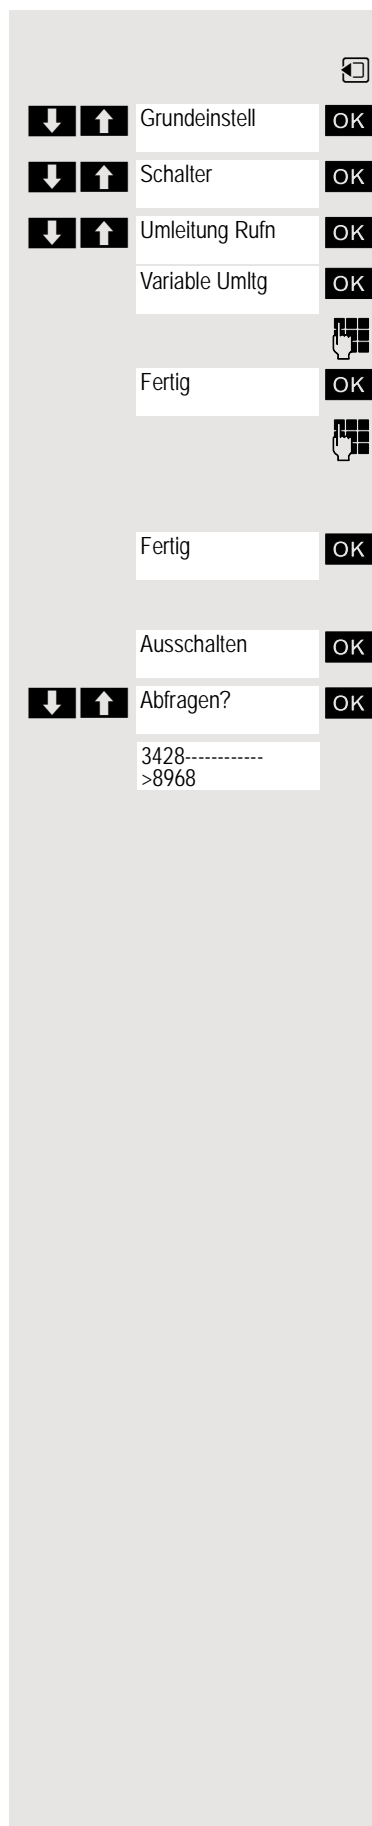 Grundeinstell OK
Schalter OK
Umleitung Rufn OK
Variable Umltg OK
Fertig OK
Fertig OK
Ausschalten OK
Abfragen? OK
3428------------
>8968